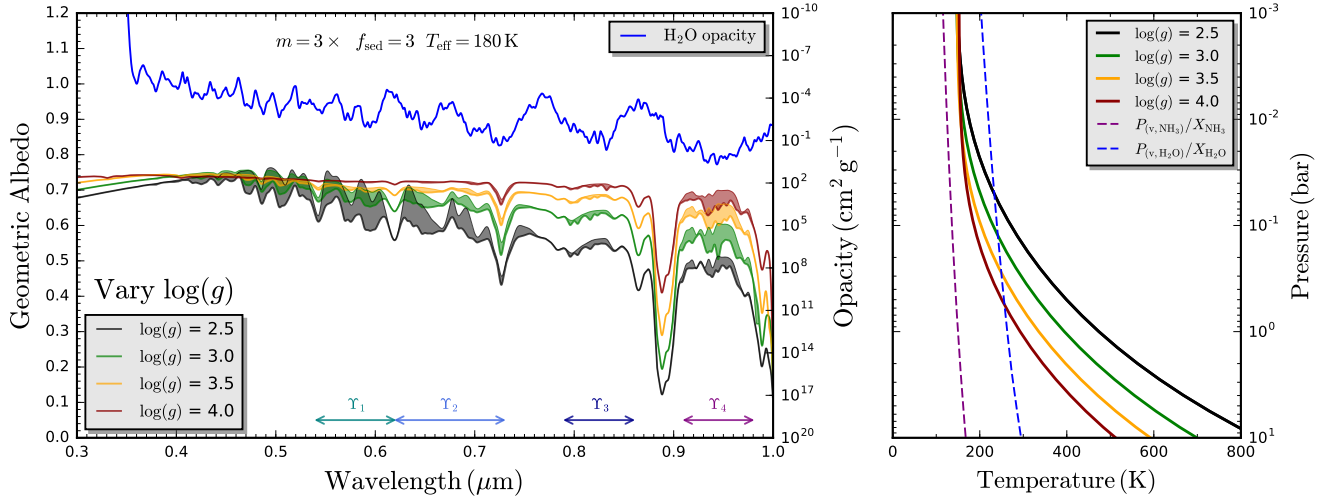 m = 3× f_sed = 3 T_eff = 180 K
H₂O opacity
Geometric Albedo
1.2
1.1
1.0
0.9
0.8
0.7
0.6
0.5
0.4
0.3
0.2
0.1
0.0
Vary log(g)
log(g) = 2.5
log(g) = 3.0
log(g) = 3.5
log(g) = 4.0
ϒ₁
ϒ₂
ϒ₃
ϒ₄
0.3 0.4 0.5 0.6 0.7 0.8 0.9 1.0
Wavelength (μm)
10⁻¹⁰
10⁻⁷
10⁻⁴
10⁻¹
10²
10⁵
10⁸
10¹¹
10¹⁴
10¹⁷
10²⁰
Opacity (cm² g⁻¹)
log(g) = 2.5
log(g) = 3.0
log(g) = 3.5
log(g) = 4.0
P_(v,NH₃)/X_NH₃
P_(v,H₂O)/X_H₂O
10⁻³
10⁻²
10⁻¹
10⁰
10¹
Pressure (bar)
0 200 400 600 800
Temperature (K)